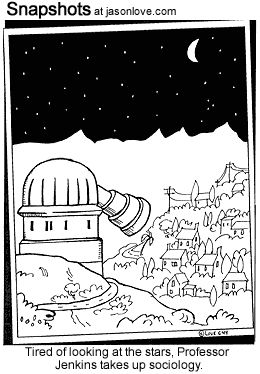 Snapshots at jasonlove.com
Tired of looking at the stars, Professor
Jenkins takes up sociology.